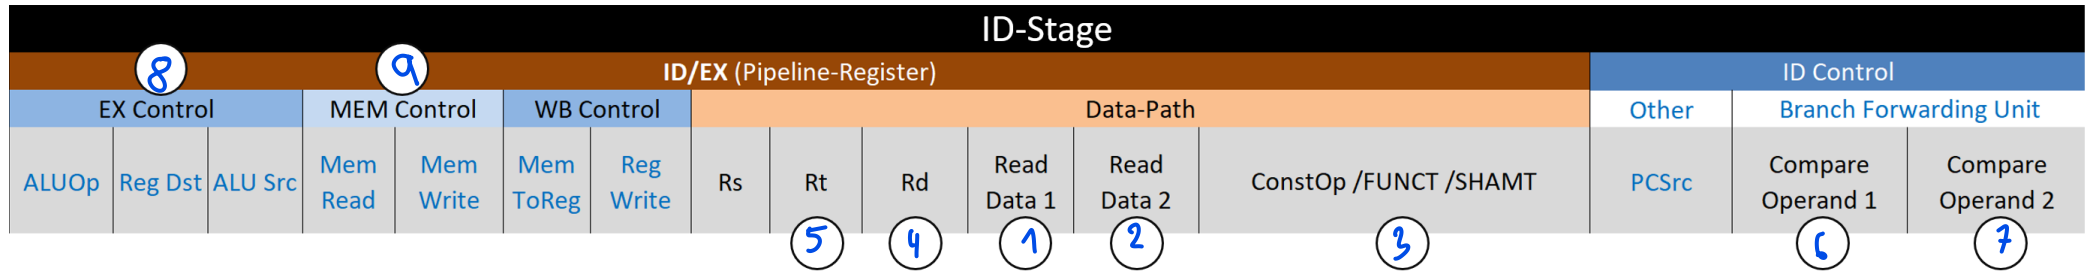 ID-Stage
8 9 ID/EX (Pipeline-Register) ID Control
EX Control MEM Control WB Control Data-Path Other Branch Forwarding Unit
ALUOp Reg Dst ALU Src Mem Read Mem Write Mem ToReg Reg Write Rs Rt Rd Read Data 1 Read Data 2 ConstOp /FUNCT /SHAMT PCSrc Compare Operand 1 Compare Operand 2
5 4 1 2 3 6 7